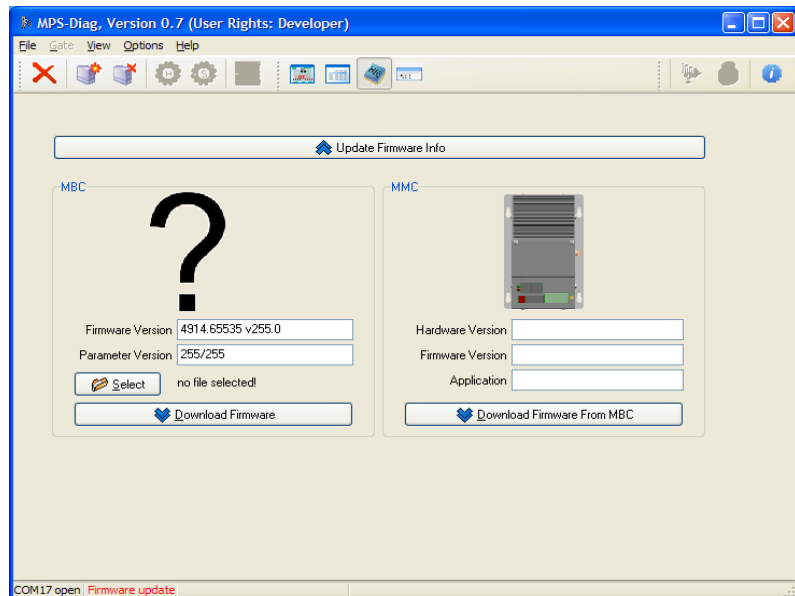 MPS-Diag, Version 0.7 (User Rights: Developer)
File Gate View Options Help
Update Firmware Info
MBC
MMC
?
Firmware Version 4914.65535 v255.0
Parameter Version 255/255
Select no file selected!
Download Firmware
Hardware Version
Firmware Version
Application
Download Firmware From MBC
COM17 open Firmware update